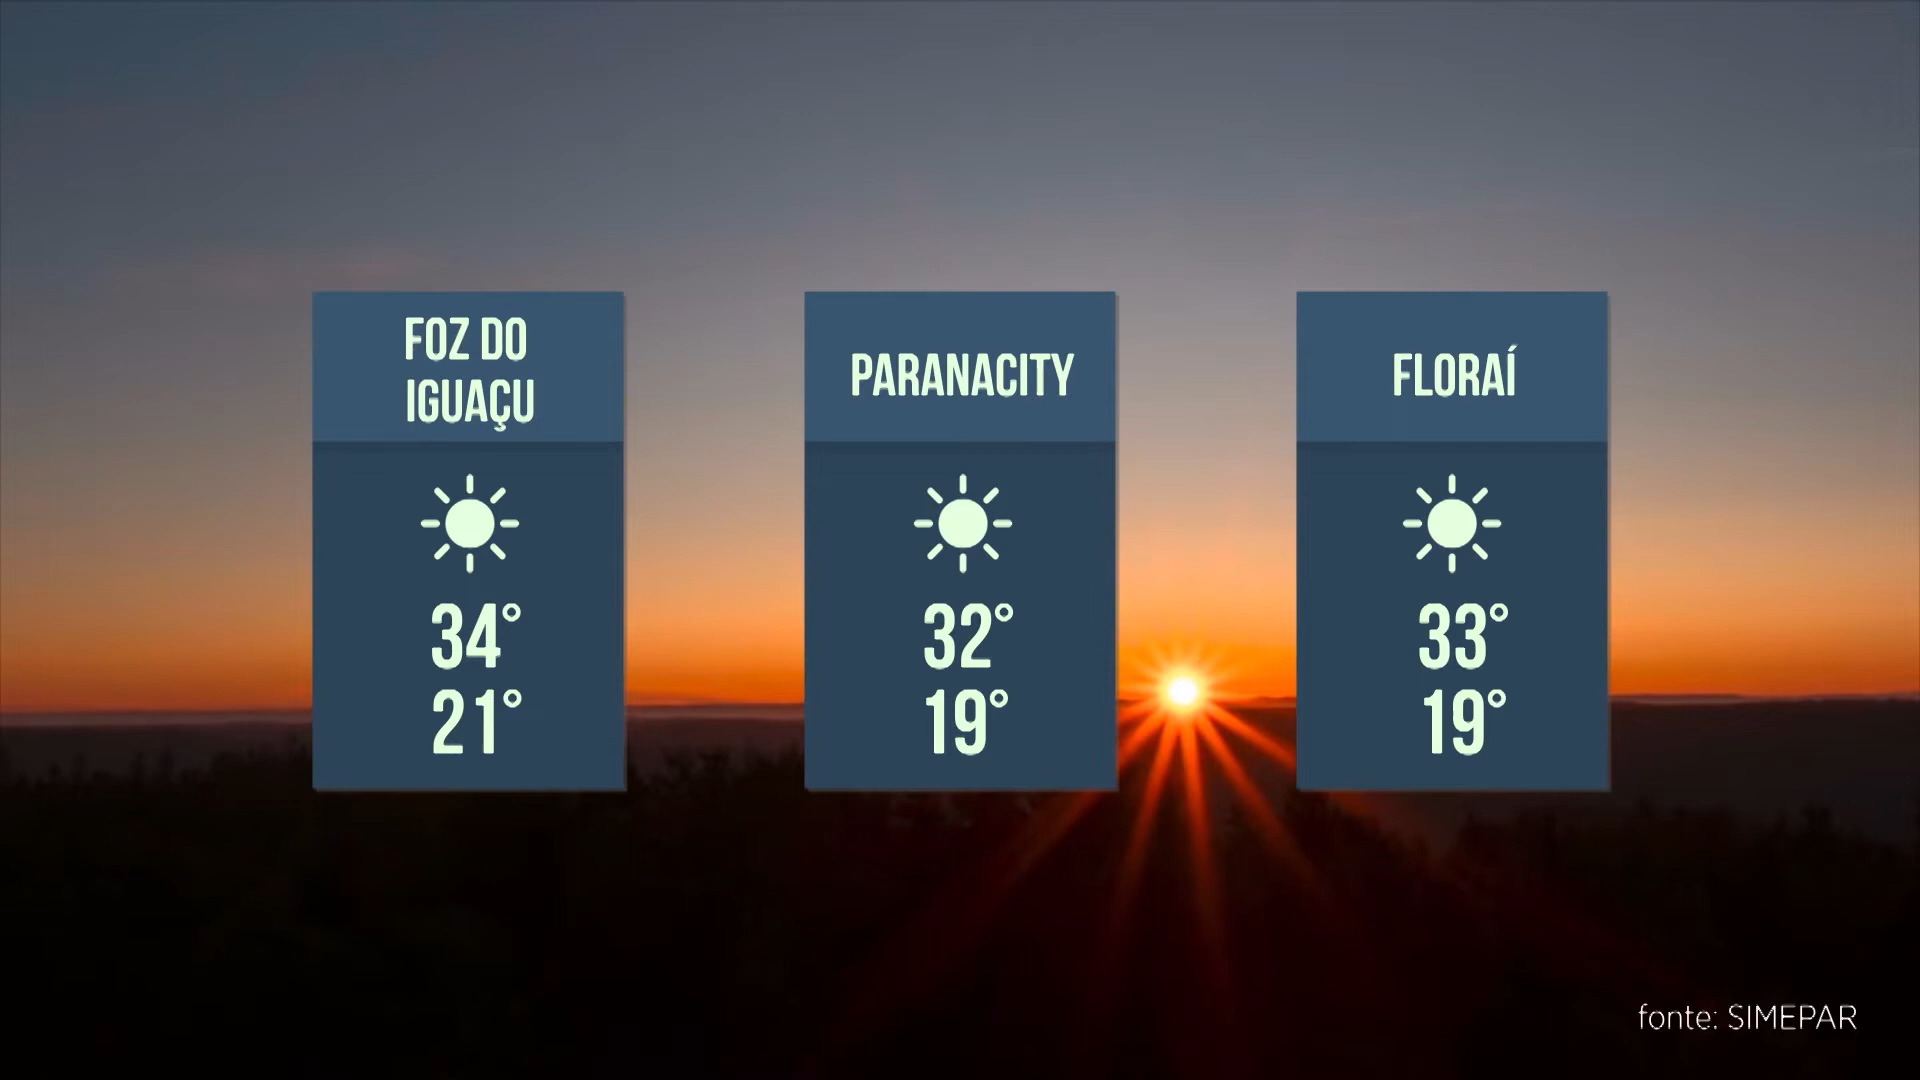 FOZ DO
IGUAÇU
34°
21°
PARANACITY
32°
19°
FLORAÍ
33°
19°
fonte: SIMEPAR